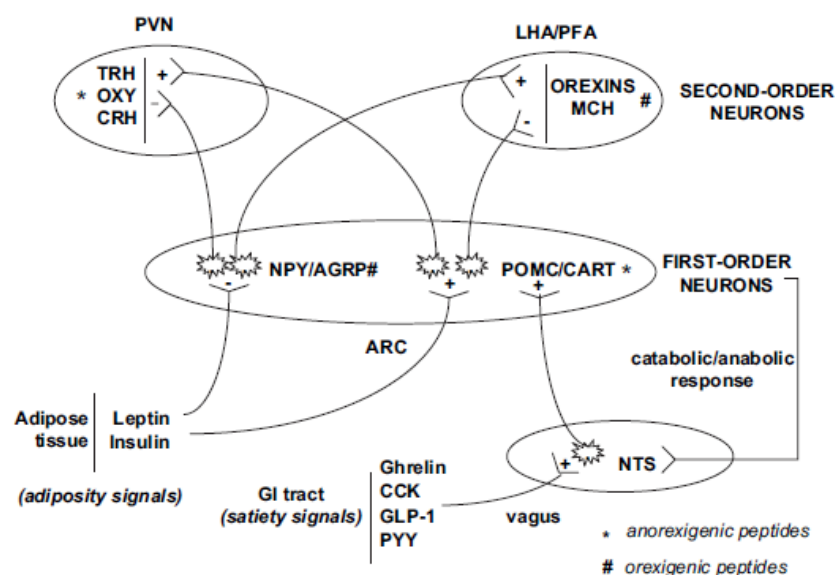 PVN
LHA/PFA
TRH
* OXY
CRH
+
-
+
-
OREXINS
MCH #
SECOND-ORDER
NEURONS
NPY/AGRP#
POMC/CART *
-
+
+
FIRST-ORDER
NEURONS
ARC
catabolic/anabolic
response
Adipose
tissue
Leptin
Insulin
(adiposity signals)
GI tract
(satiety signals)
Ghrelin
CCK
GLP-1
PYY
+
NTS
vagus
* anorexigenic peptides
# orexigenic peptides